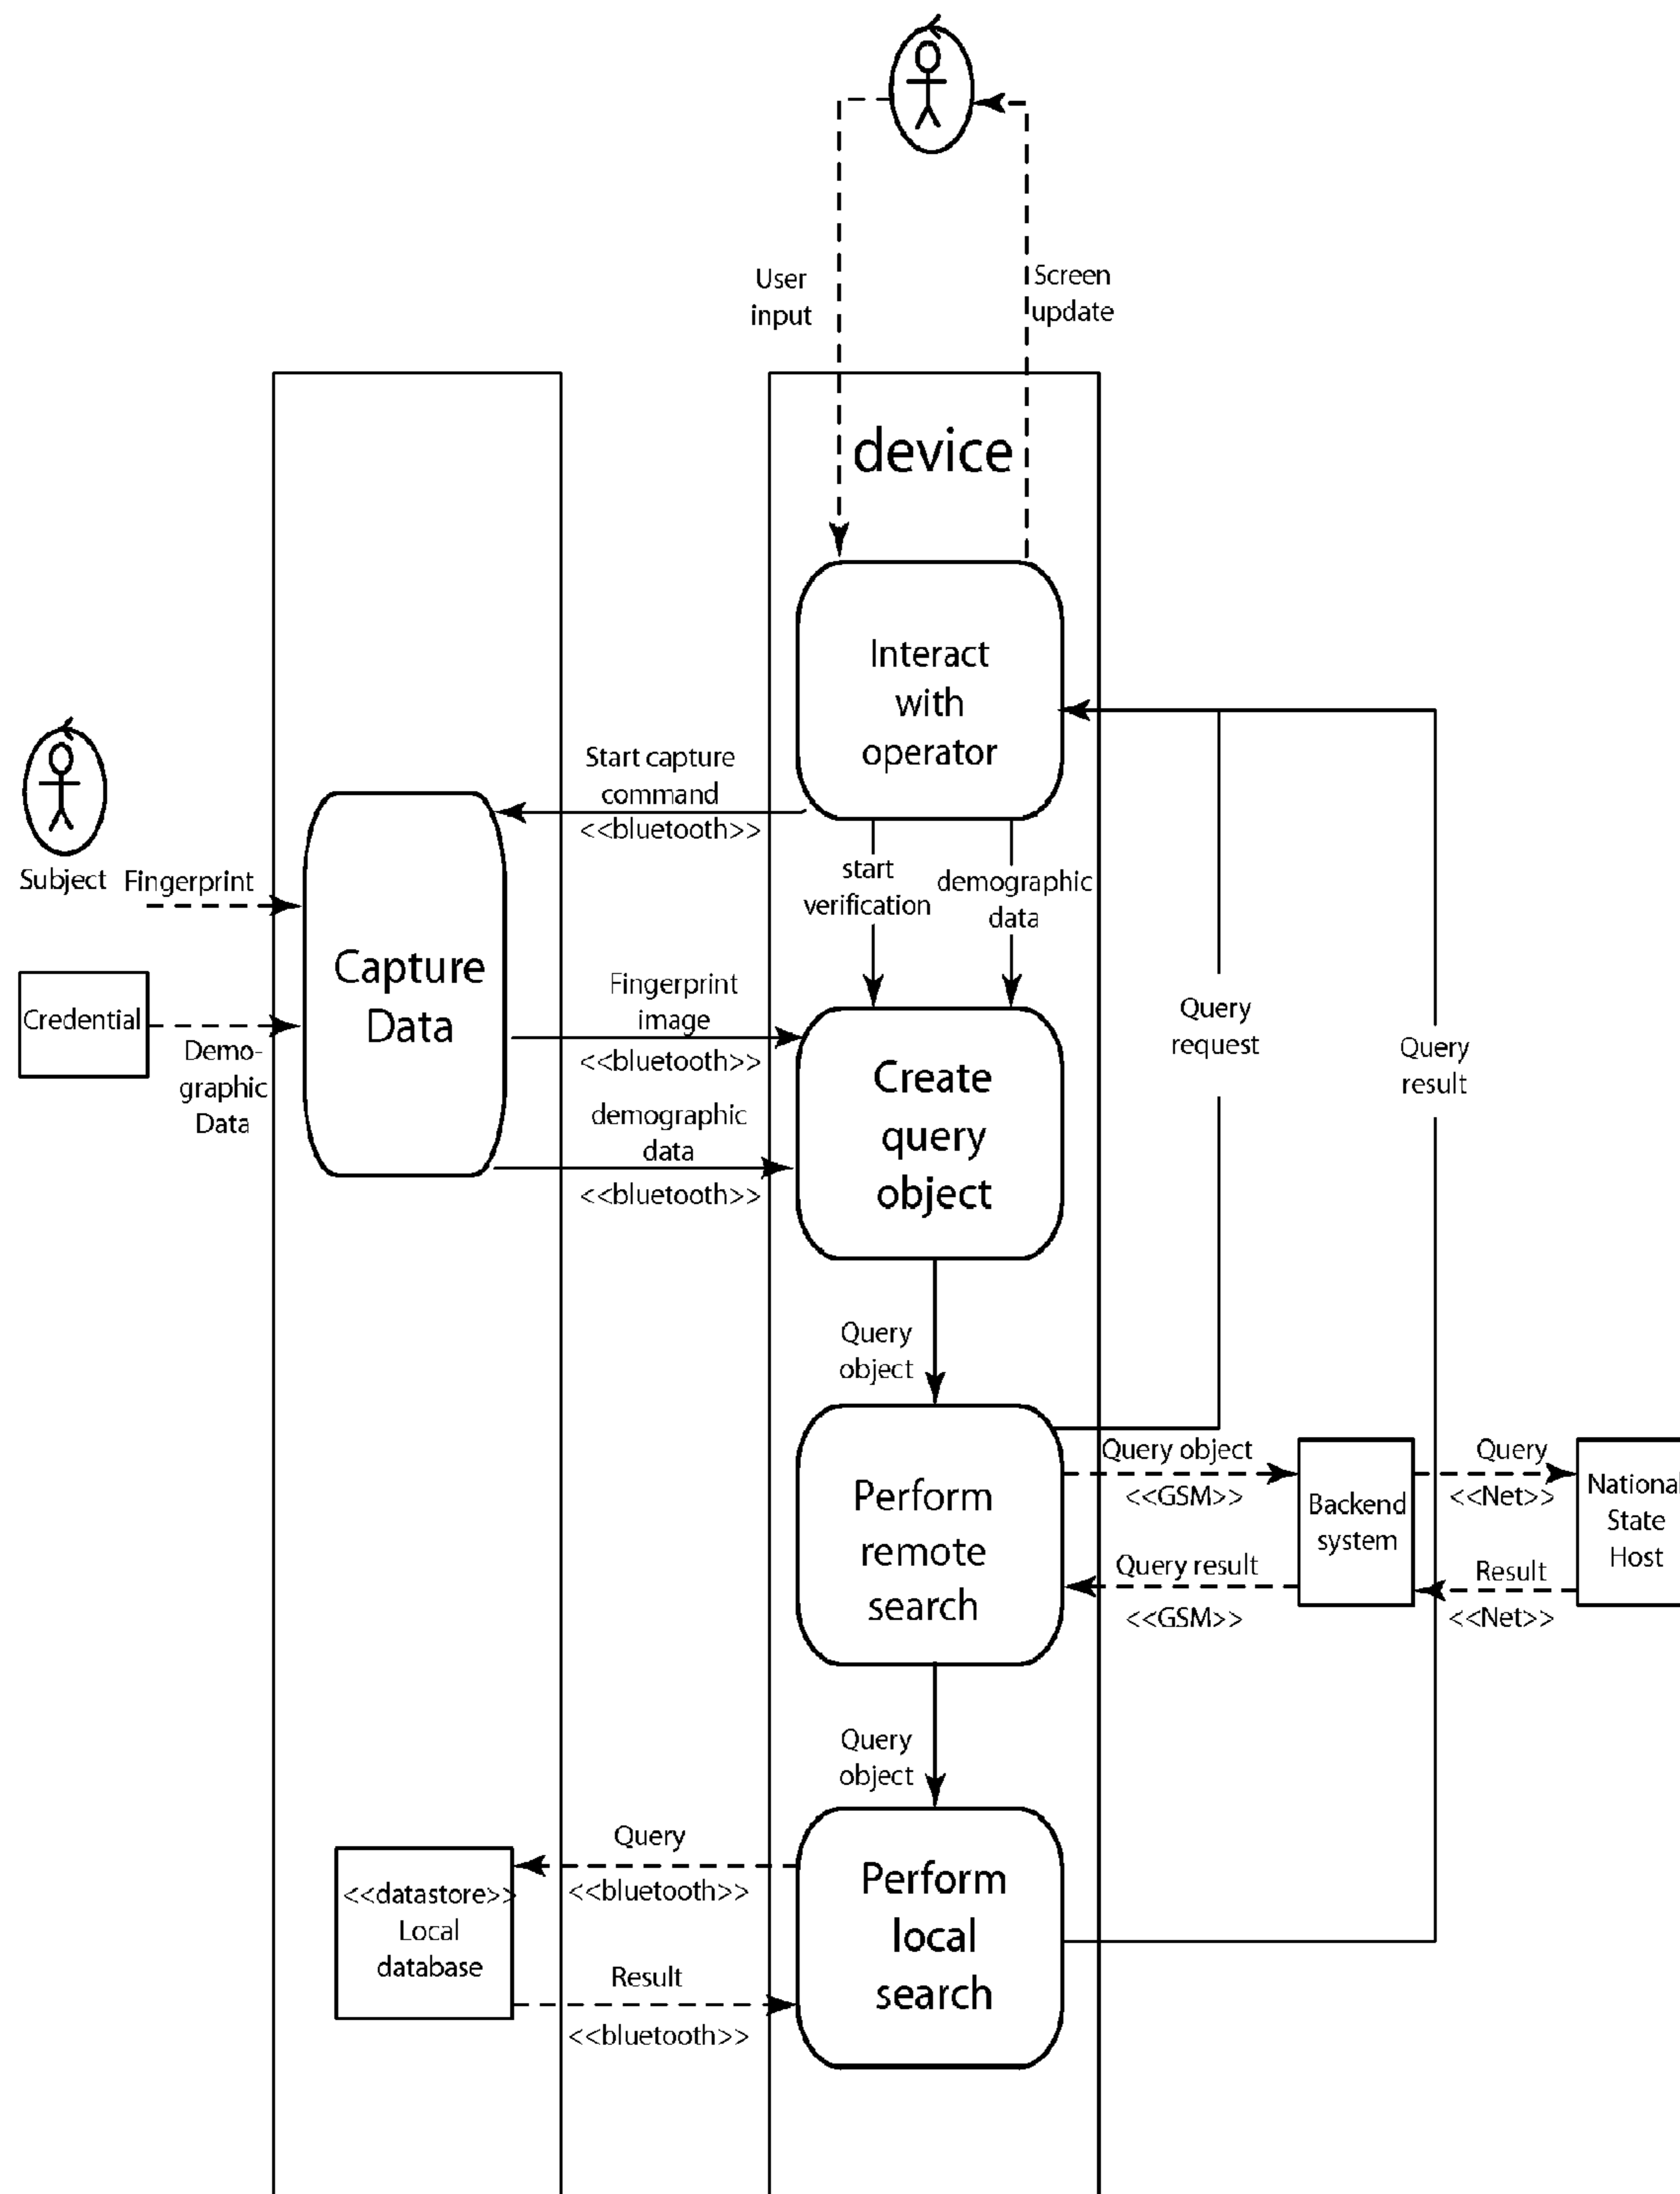 User
input
Screen
update
device
Interact
with
operator
Start capture
command
<<bluetooth>>
start
verification
demographic
data
Subject
Fingerprint
Credential
Demo-
graphic
Data
Capture
Data
Fingerprint
image
<<bluetooth>>
demographic
data
<<bluetooth>>
Create
query
object
Query
request
Query
result
Query
object
Perform
remote
search
Query object
<<GSM>>
Query result
<<GSM>>
Backend
system
Query
<<Net>>
Result
<<Net>>
National
State
Host
Query
object
Query
<<bluetooth>>
<<datastore>>
Local
database
Result
<<bluetooth>>
Perform
local
search